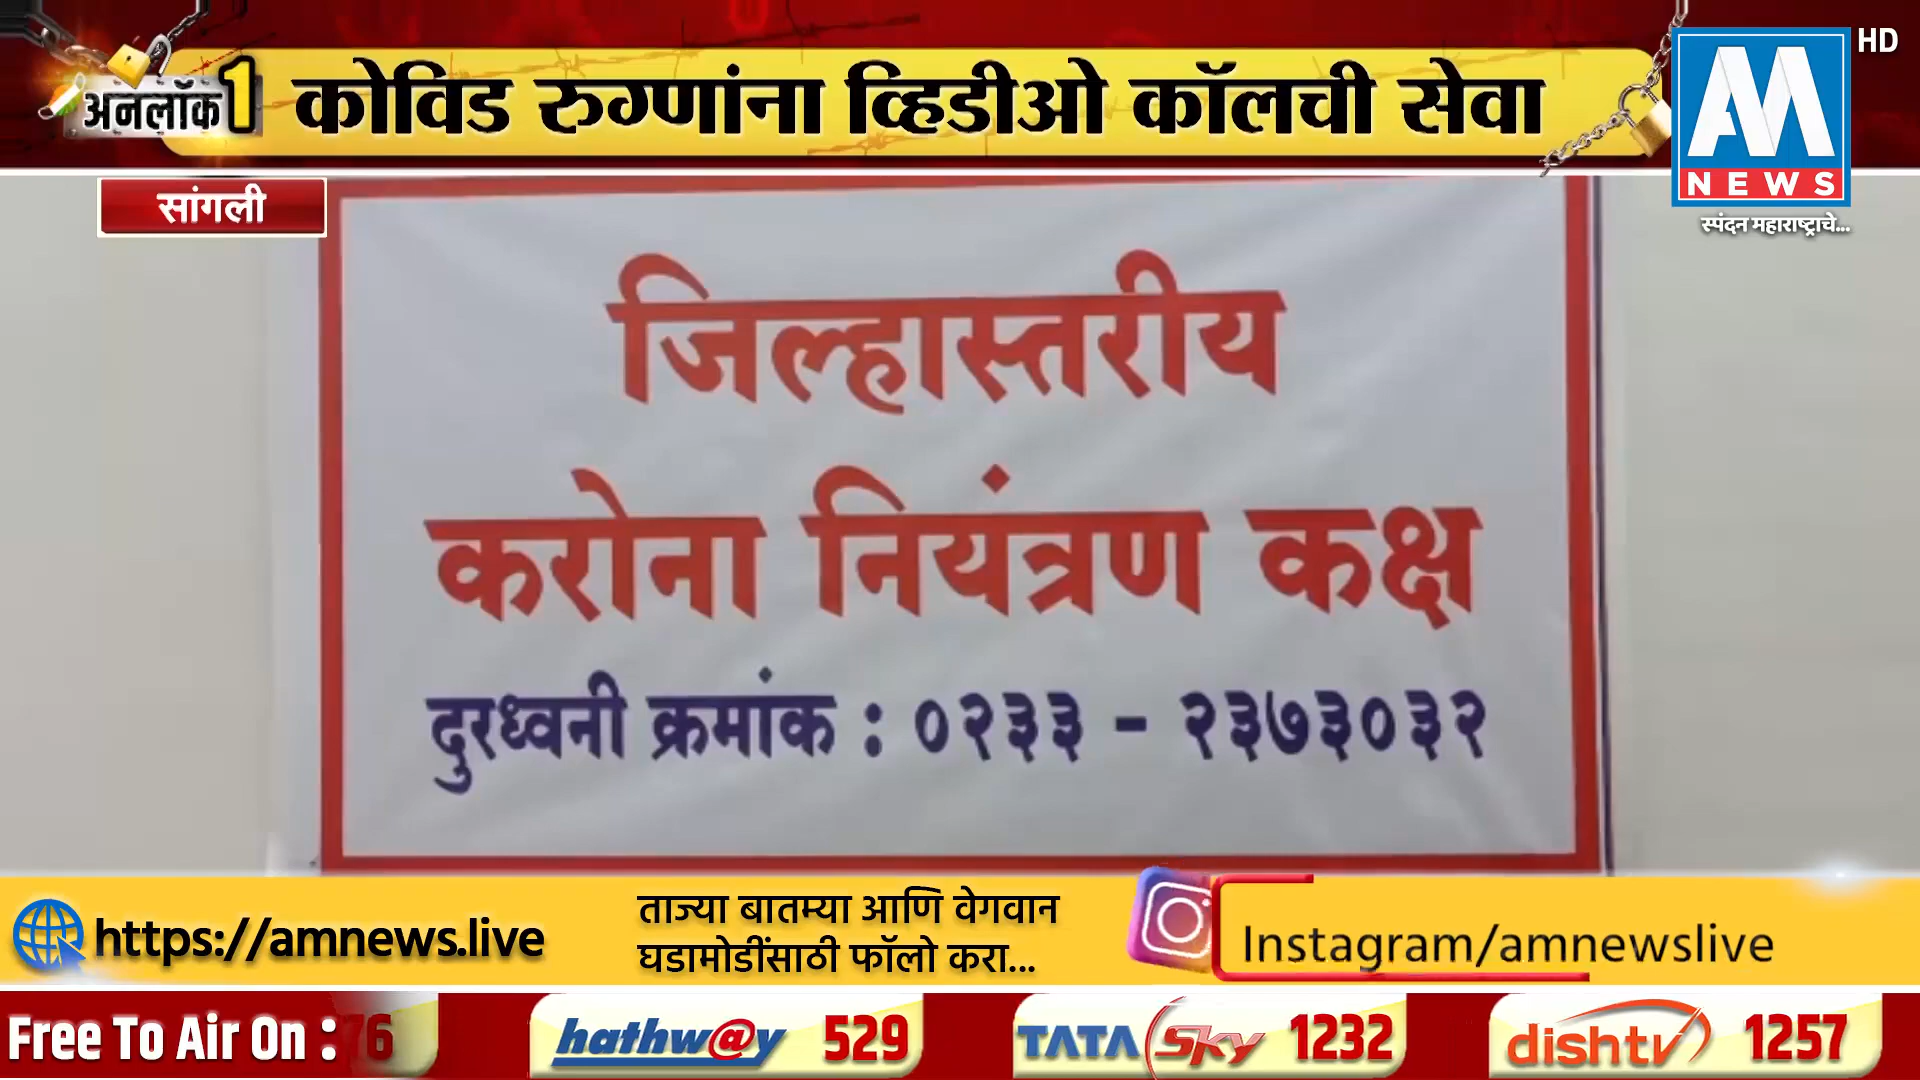 अनलॉक 1 कोविड रुग्णांना व्हिडीओ कॉलची सेवा
HD
AM
NEWS
स्पंदन महाराष्ट्राचे...
सांगली
जिल्हास्तरीय
करोना नियंत्रण कक्ष
दुरध्वनी क्रमांक : ०२३३ - २३७३०३२
https://amnews.live
ताज्या बातम्या आणि वेगवान
घडामोडींसाठी फॉलो करा...
Instagram/amnewslive
Free To Air On : 76 hathw@y 529 TATA Sky 1232 dishtv 1257